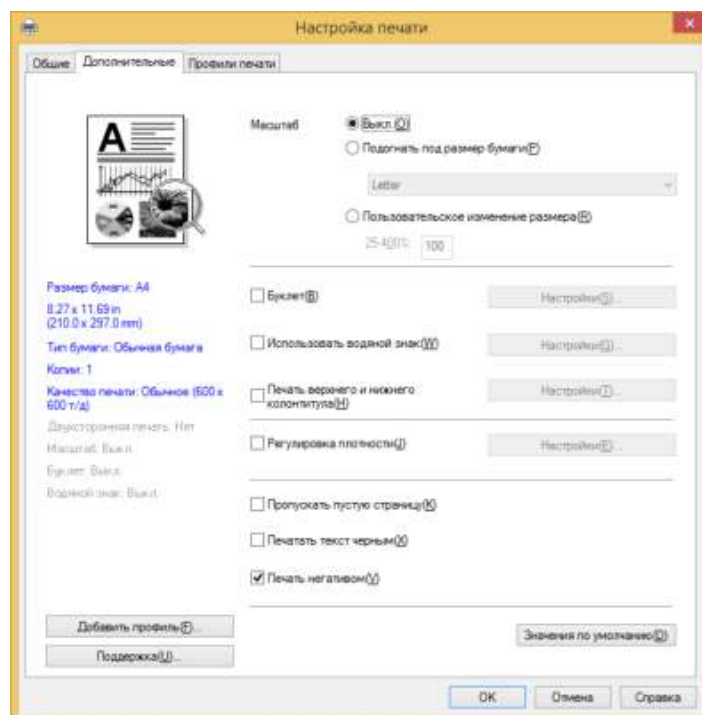 Настройка печати
Общие
Дополнительные
Профили печати
A
Масштаб
Выкл.(Q)
Подогнать под размер бумаги(P)
Letter
Пользовательское изменение размера(R)
25-400%:
100
Размер бумаги: A4
8.27 x 11.69 in
(210.0 x 297.0 mm)
Тип бумаги: Обычная бумага
Копии: 1
Качество печати: Обычное (600 x
600 т/д)
Двухсторонняя печать: Нет
Масштаб: Выкл.
Буклет: Выкл.
Водяной знак: Выкл.
Буклет(B)
Настройки(S)...
Использовать водяной знак(W)
Настройки(G)...
Печать верхнего и нижнего
колонтитула(H)
Настройки(T)...
Регулировка плотности(J)
Настройки(E)...
Пропускать пустую страницу(K)
Печатать текст черным(X)
Печать негативом(V)
Добавить профиль(F)...
Поддержка(U)...
Значения по умолчанию(D)
OK
Отмена
Справка